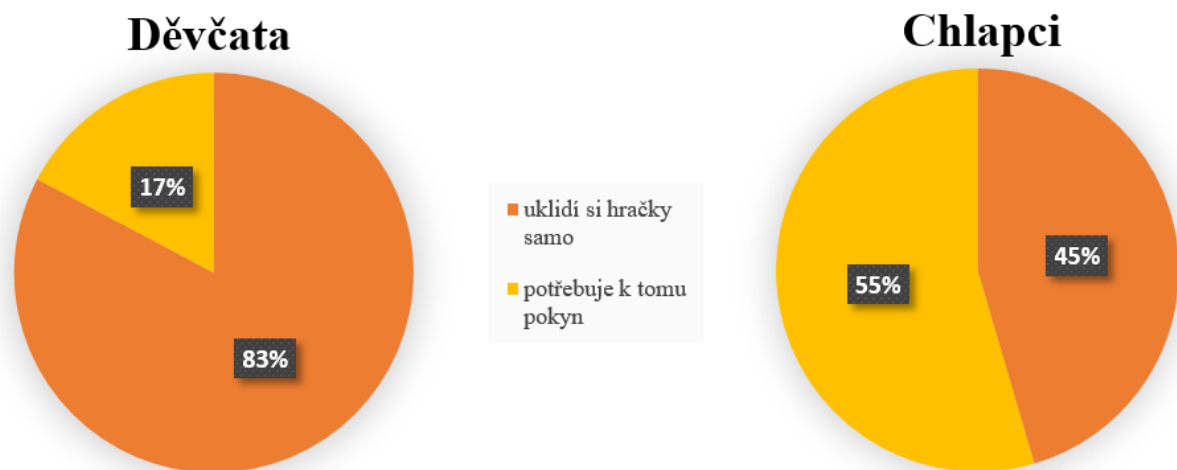 Děvčata
17%
83%
uklidí si hračky
samo
potřebuje k tomu
pokyn
Chlapci
45%
55%